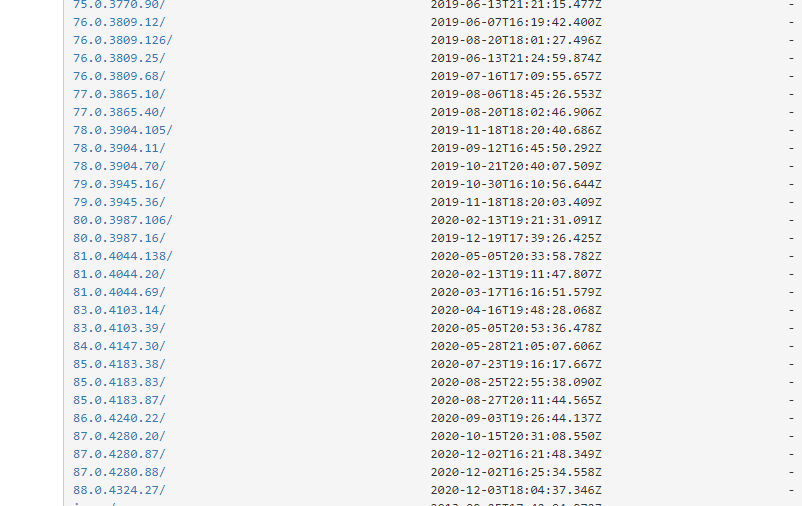 75.0.3770.90/ 2019-06-13T21:21:15.477Z -
76.0.3809.12/ 2019-06-07T16:19:42.400Z -
76.0.3809.126/ 2019-08-20T18:01:27.496Z -
76.0.3809.25/ 2019-06-13T21:24:59.874Z -
76.0.3809.68/ 2019-07-16T17:09:55.657Z -
77.0.3865.10/ 2019-08-06T18:45:26.553Z -
77.0.3865.40/ 2019-08-20T18:02:46.906Z -
78.0.3904.105/ 2019-11-18T18:20:40.686Z -
78.0.3904.11/ 2019-09-12T16:45:50.292Z -
78.0.3904.70/ 2019-10-21T20:40:07.509Z -
79.0.3945.16/ 2019-10-30T16:10:56.644Z -
79.0.3945.36/ 2019-11-18T18:20:03.409Z -
80.0.3987.106/ 2020-02-13T19:21:31.091Z -
80.0.3987.16/ 2019-12-19T17:39:26.425Z -
81.0.4044.138/ 2020-05-05T20:33:58.782Z -
81.0.4044.20/ 2020-02-13T19:11:47.807Z -
81.0.4044.69/ 2020-03-17T16:16:51.579Z -
83.0.4103.14/ 2020-04-16T19:48:28.068Z -
83.0.4103.39/ 2020-05-05T20:53:36.478Z -
84.0.4147.30/ 2020-05-28T21:05:07.606Z -
85.0.4183.38/ 2020-07-23T19:16:17.667Z -
85.0.4183.83/ 2020-08-25T22:55:38.090Z -
85.0.4183.87/ 2020-08-27T20:11:44.565Z -
86.0.4240.22/ 2020-09-03T19:26:44.137Z -
87.0.4280.20/ 2020-10-15T20:31:08.550Z -
87.0.4280.87/ 2020-12-02T16:21:48.349Z -
87.0.4280.88/ 2020-12-02T16:25:34.558Z -
88.0.4324.27/ 2020-12-03T18:04:37.346Z -